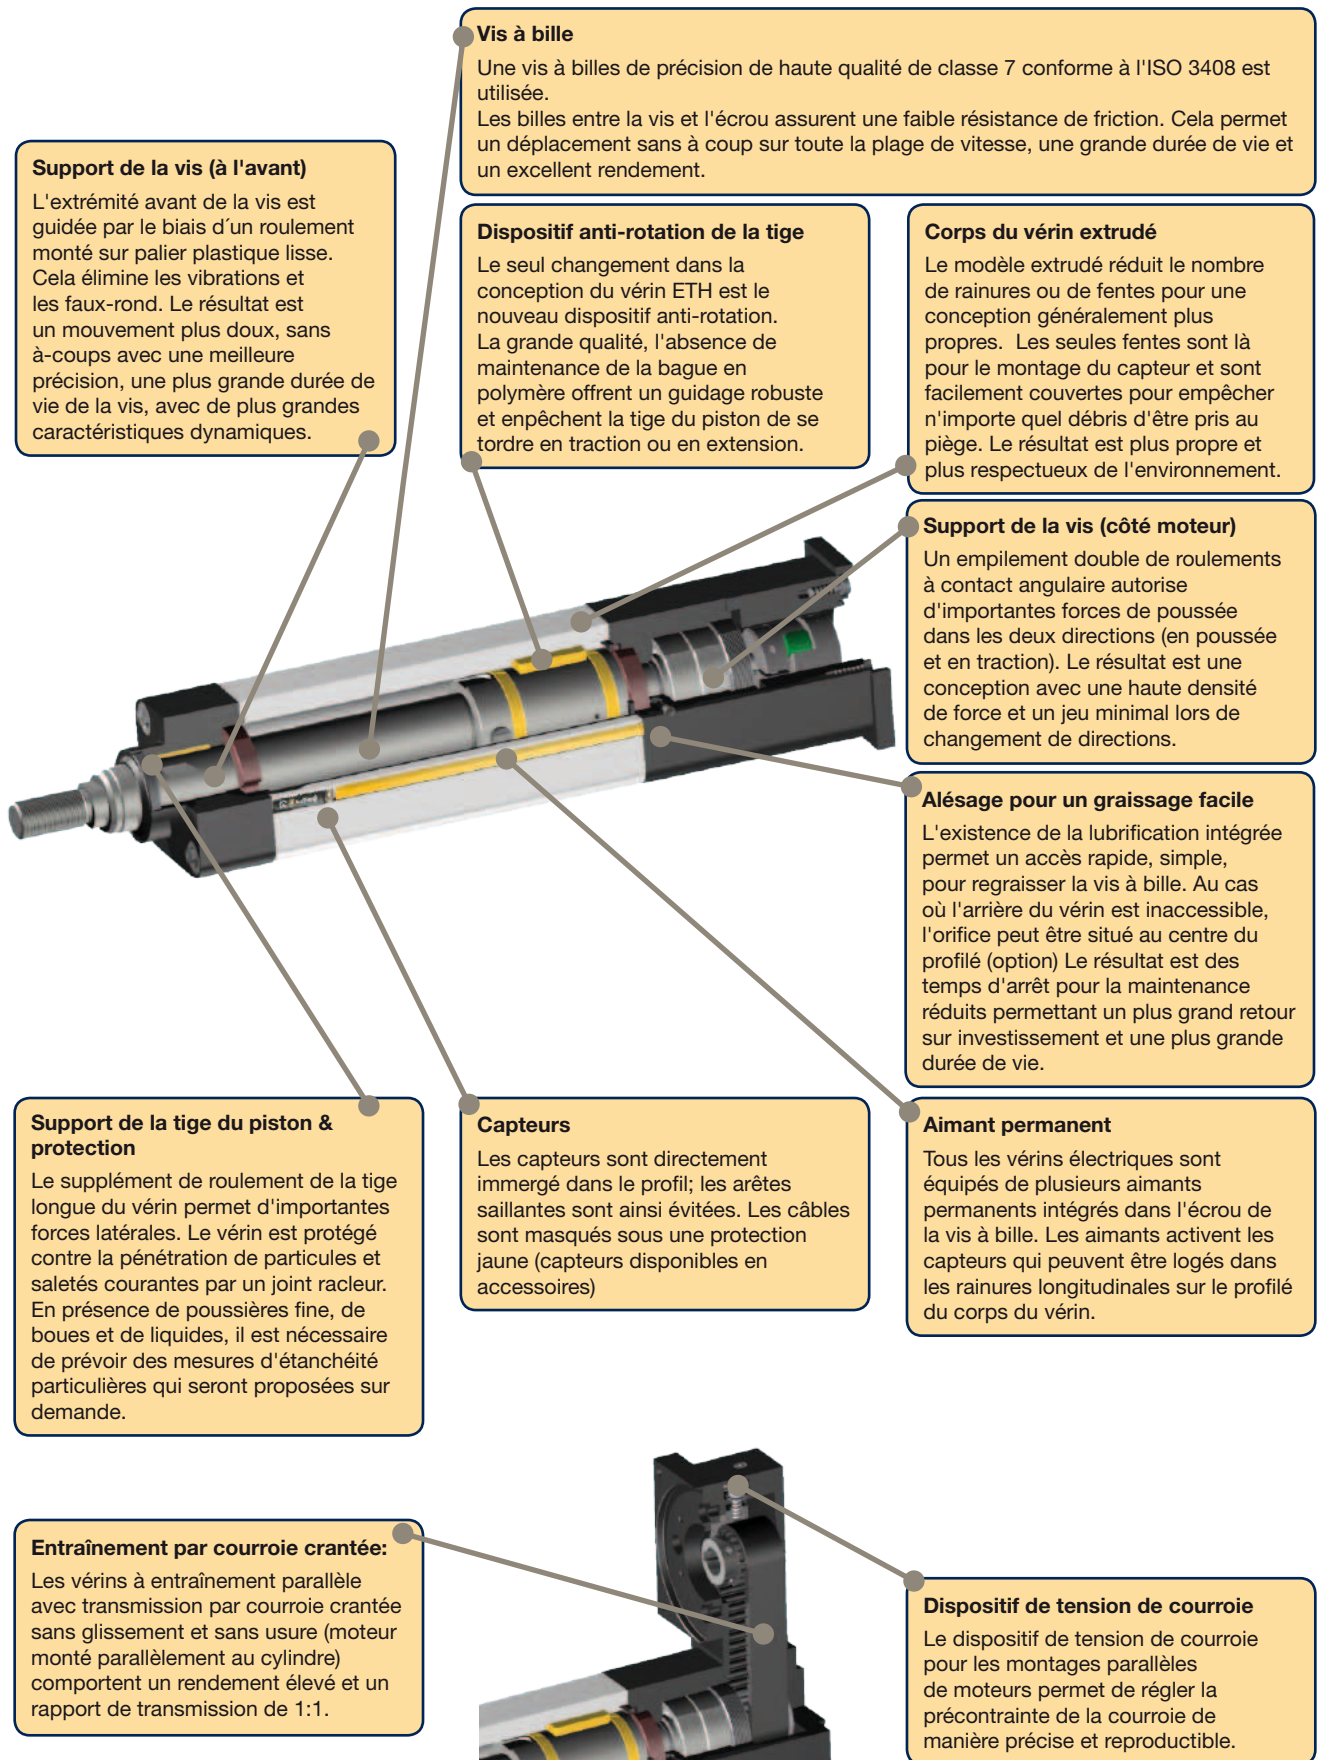 Vis à bille
Une vis à billes de précision de haute qualité de classe 7 conforme à l'ISO 3408 est
utilisée.
Les billes entre la vis et l'écrou assurent une faible résistance de friction. Cela permet
un déplacement sans à coup sur toute la plage de vitesse, une grande durée de vie et
un excellent rendement.
Support de la vis (à l'avant)
L'extrémité avant de la vis est
guidée par le biais d´un roulement
monté sur palier plastique lisse.
Cela élimine les vibrations et
les faux-rond. Le résultat est
un mouvement plus doux, sans
à-coups avec une meilleure
précision, une plus grande durée de
vie de la vis, avec de plus grandes
caractéristiques dynamiques.
Dispositif anti-rotation de la tige
Le seul changement dans la
conception du vérin ETH est le
nouveau dispositif anti-rotation.
La grande qualité, l'absence de
maintenance de la bague en
polymère offrent un guidage robuste
et enpêchent la tige du piston de se
tordre en traction ou en extension.
Corps du vérin extrudé
Le modèle extrudé réduit le nombre
de rainures ou de fentes pour une
conception généralement plus
propres.  Les seules fentes sont là
pour le montage du capteur et sont
facilement couvertes pour empêcher
n'importe quel débris d'être pris au
piège. Le résultat est plus propre et
plus respectueux de l'environnement.
Support de la vis (côté moteur)
Un empilement double de roulements
à contact angulaire autorise
d'importantes forces de poussée
dans les deux directions (en poussée
et en traction). Le résultat est une
conception avec une haute densité
de force et un jeu minimal lors de
changement de directions.
Alésage pour un graissage facile
L'existence de la lubrification intégrée
permet un accès rapide, simple,
pour regraisser la vis à bille. Au cas
où l'arrière du vérin est inaccessible,
l'orifice peut être situé au centre du
profilé (option) Le résultat est des
temps d'arrêt pour la maintenance
réduits permettant un plus grand retour
sur investissement et une plus grande
durée de vie.
Support de la tige du piston &
protection
Le supplément de roulement de la tige
longue du vérin permet d'importantes
forces latérales. Le vérin est protégé
contre la pénétration de particules et
saletés courantes par un joint racleur.
En présence de poussières fine, de
boues et de liquides, il est nécessaire
de prévoir des mesures d'étanchéité
particulières qui seront proposées sur
demande.
Capteurs
Les capteurs sont directement
immergé dans le profil; les arêtes
saillantes sont ainsi évitées. Les câbles
sont masqués sous une protection
jaune (capteurs disponibles en
accessoires)
Aimant permanent
Tous les vérins électriques sont
équipés de plusieurs aimants
permanents intégrés dans l'écrou de
la vis à bille. Les aimants activent les
capteurs qui peuvent être logés dans
les rainures longitudinales sur le profilé
du corps du vérin.
Entraînement par courroie crantée:
Les vérins à entraînement parallèle
avec transmission par courroie crantée
sans glissement et sans usure (moteur
monté parallèlement au cylindre)
comportent un rendement élevé et un
rapport de transmission de 1:1.
Dispositif de tension de courroie
Le dispositif de tension de courroie
pour les montages parallèles
de moteurs permet de régler la
précontrainte de la courroie de
manière précise et reproductible.